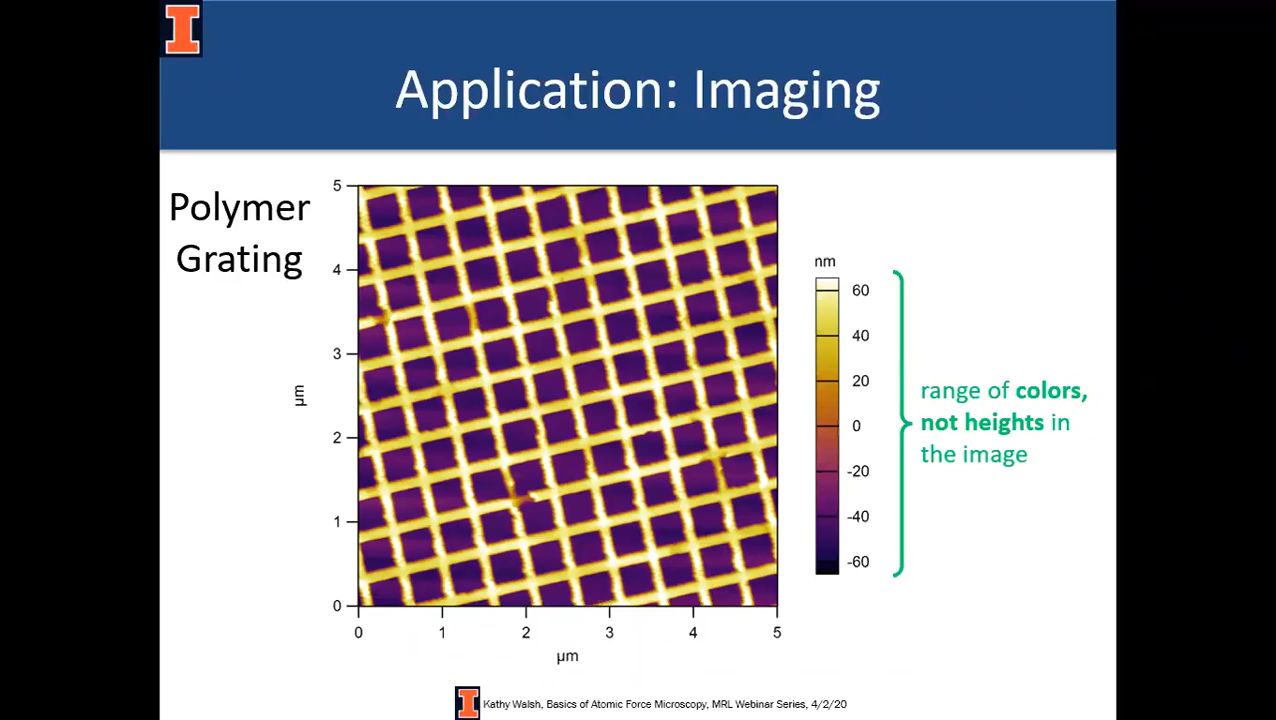 Application: Imaging
Polymer
Grating
5
4
3
2
1
0
µm
0 1 2 3 4 5
µm
nm
60
40
20
0
-20
-40
-60
range of colors,
not heights in
the image
Kathy Walsh, Basics of Atomic Force Microscopy, MRL Webinar Series, 4/2/20